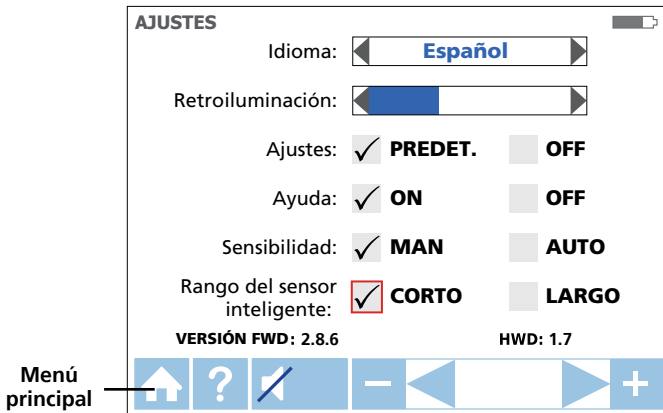 AJUSTES
Idioma: Español
Retroiluminación:
Ajustes: PREDET. OFF
Ayuda: ON OFF
Sensibilidad: MAN AUTO
Rango del sensor
inteligente: CORTO LARGO
VERSIÓN FWD: 2.8.6 HWD: 1.7
Menú
principal
? − +